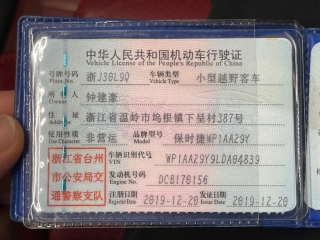 中华人民共和国机动车行驶证
Vehicle License of the People's Republic of China
号牌号码 浙J30L9Q 车辆类型 小型越野客车
Plate No. Vehicle Type
所有人 钟建豪
Owner
住址 浙江省温岭市坞根镇下呈村387号
Address
使用性质 非营运 品牌型号 保时捷WP1AA29Y
Use Character Model
浙江省台州 车辆识别代号 WP1AA29Y9LDA04839
VIN
市公安局交 发动机号码 DCB170156
Engine No.
通警察支队 注册日期 2019-12-20 发证日期 2019-12-20
Register Date Issue Date